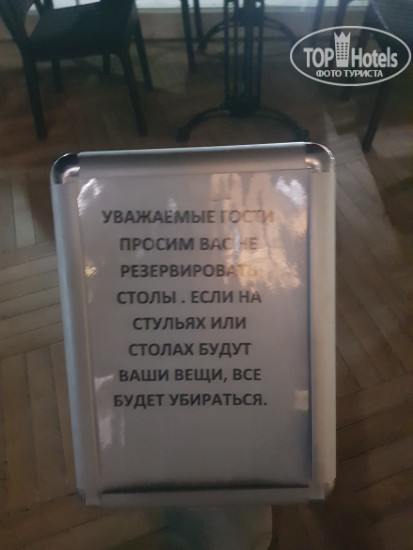 TOP Hotels
ФОТО ТУРИСТА
УВАЖАЕМЫЕ ГОСТИ
ПРОСИМ ВАС НЕ
РЕЗЕРВИРОВАТЬ
СТОЛЫ . ЕСЛИ НА
СТУЛЬЯХ ИЛИ
СТОЛАХ БУДУТ
ВАШИ ВЕЩИ, ВСЕ
БУДЕТ УБИРАТЬСЯ.